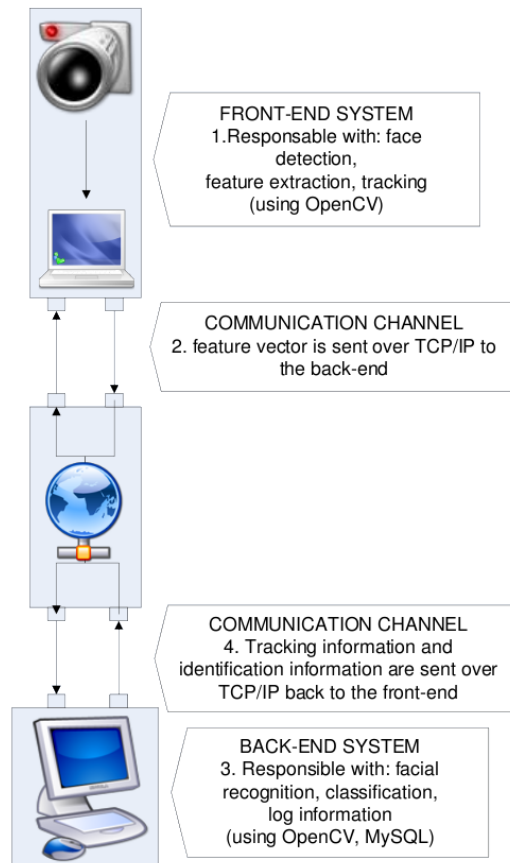 FRONT-END SYSTEM
1.Responsable with: face
detection,
feature extraction, tracking
(using OpenCV)
COMMUNICATION CHANNEL
2. feature vector is sent over TCP/IP to
the back-end
COMMUNICATION CHANNEL
4. Tracking information and
identification information are sent over
TCP/IP back to the front-end
BACK-END SYSTEM
3. Responsible with: facial
recognition, classification,
log information
(using OpenCV, MySQL)